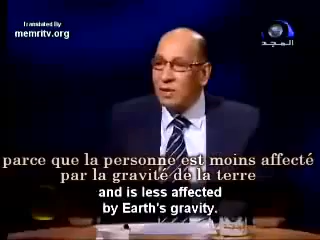 Translated By
memritv.org
المجد
parce que la personne est moins affecté
par la gravité de la terre
and is less affected
by Earth's gravity.